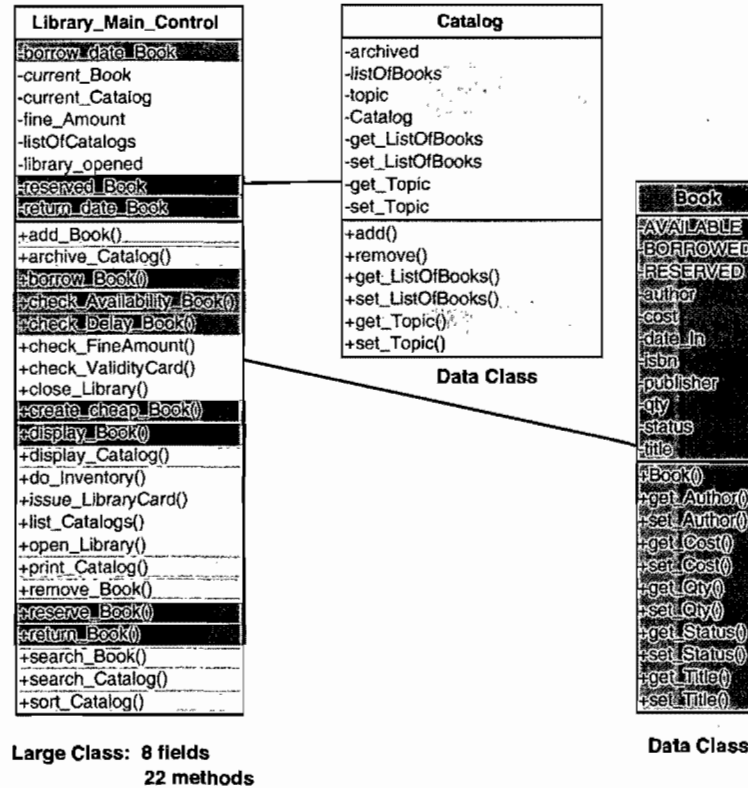 Library_Main_Control
-borrow_date_Book
-current_Book
-current_Catalog
-fine_Amount
-listOfCatalogs
-library_opened
-reserved_Book
-return_date_Book
+add_Book()
+archive_Catalog()
+borrow_Book()
+check_Availability_Book()
+check_Delay_Book()
+check_FineAmount()
+check_ValidityCard()
+close_Library()
+create_cheap_Book()
+display_Book()
+display_Catalog()
+do_Inventory()
+issue_LibraryCard()
+list_Catalogs()
+open_Library()
+print_Catalog()
+remove_Book()
+reserve_Book()
+return_Book()
+search_Book()
+search_Catalog()
+sort_Catalog()
Large Class: 8 fields
22 methods
Catalog
-archived
-listOfBooks
-topic
-Catalog
-get_ListOfBooks
-set_ListOfBooks
-get_Topic
-set_Topic
+add()
+remove()
+get_ListOfBooks()
+set_ListOfBooks()
+get_Topic()
+set_Topic()
Data Class
Book
-AVAILABLE
-BORROWED
-RESERVED
-author
-cost
-date_In
-isbn
-publisher
-qty
-status
-title
+Book()
+get_Author()
+set_Author()
+get_Cost()
+set_Cost()
+get_Qty()
+set_Qty()
+get_Status()
+set_Status()
+get_Title()
+set_Title()
Data Class